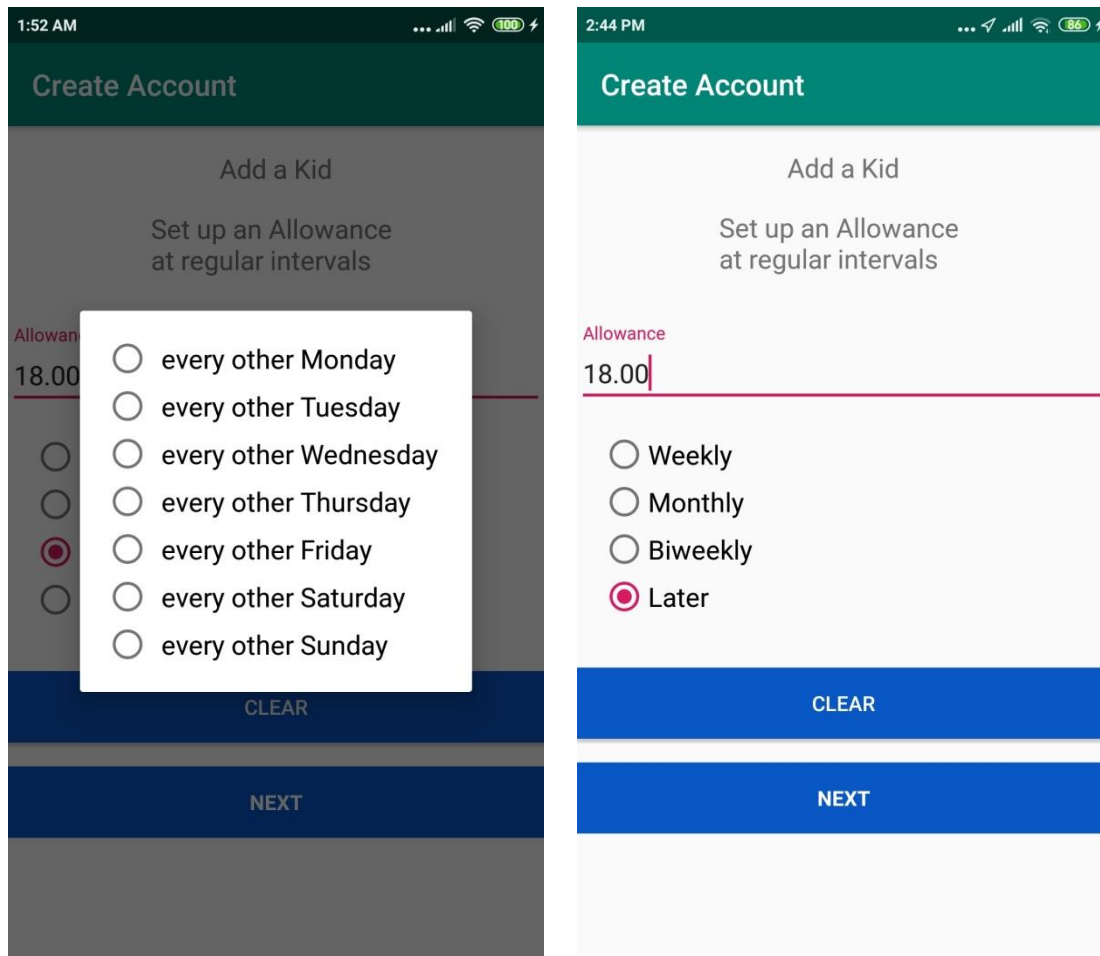 1:52 AM
100
Create Account
Add a Kid
Set up an Allowance
at regular intervals
Allowan
18.00
every other Monday
every other Tuesday
every other Wednesday
every other Thursday
every other Friday
every other Saturday
every other Sunday
CLEAR
NEXT
2:44 PM
86
Create Account
Add a Kid
Set up an Allowance
at regular intervals
Allowance
18.00
Weekly
Monthly
Biweekly
Later
CLEAR
NEXT